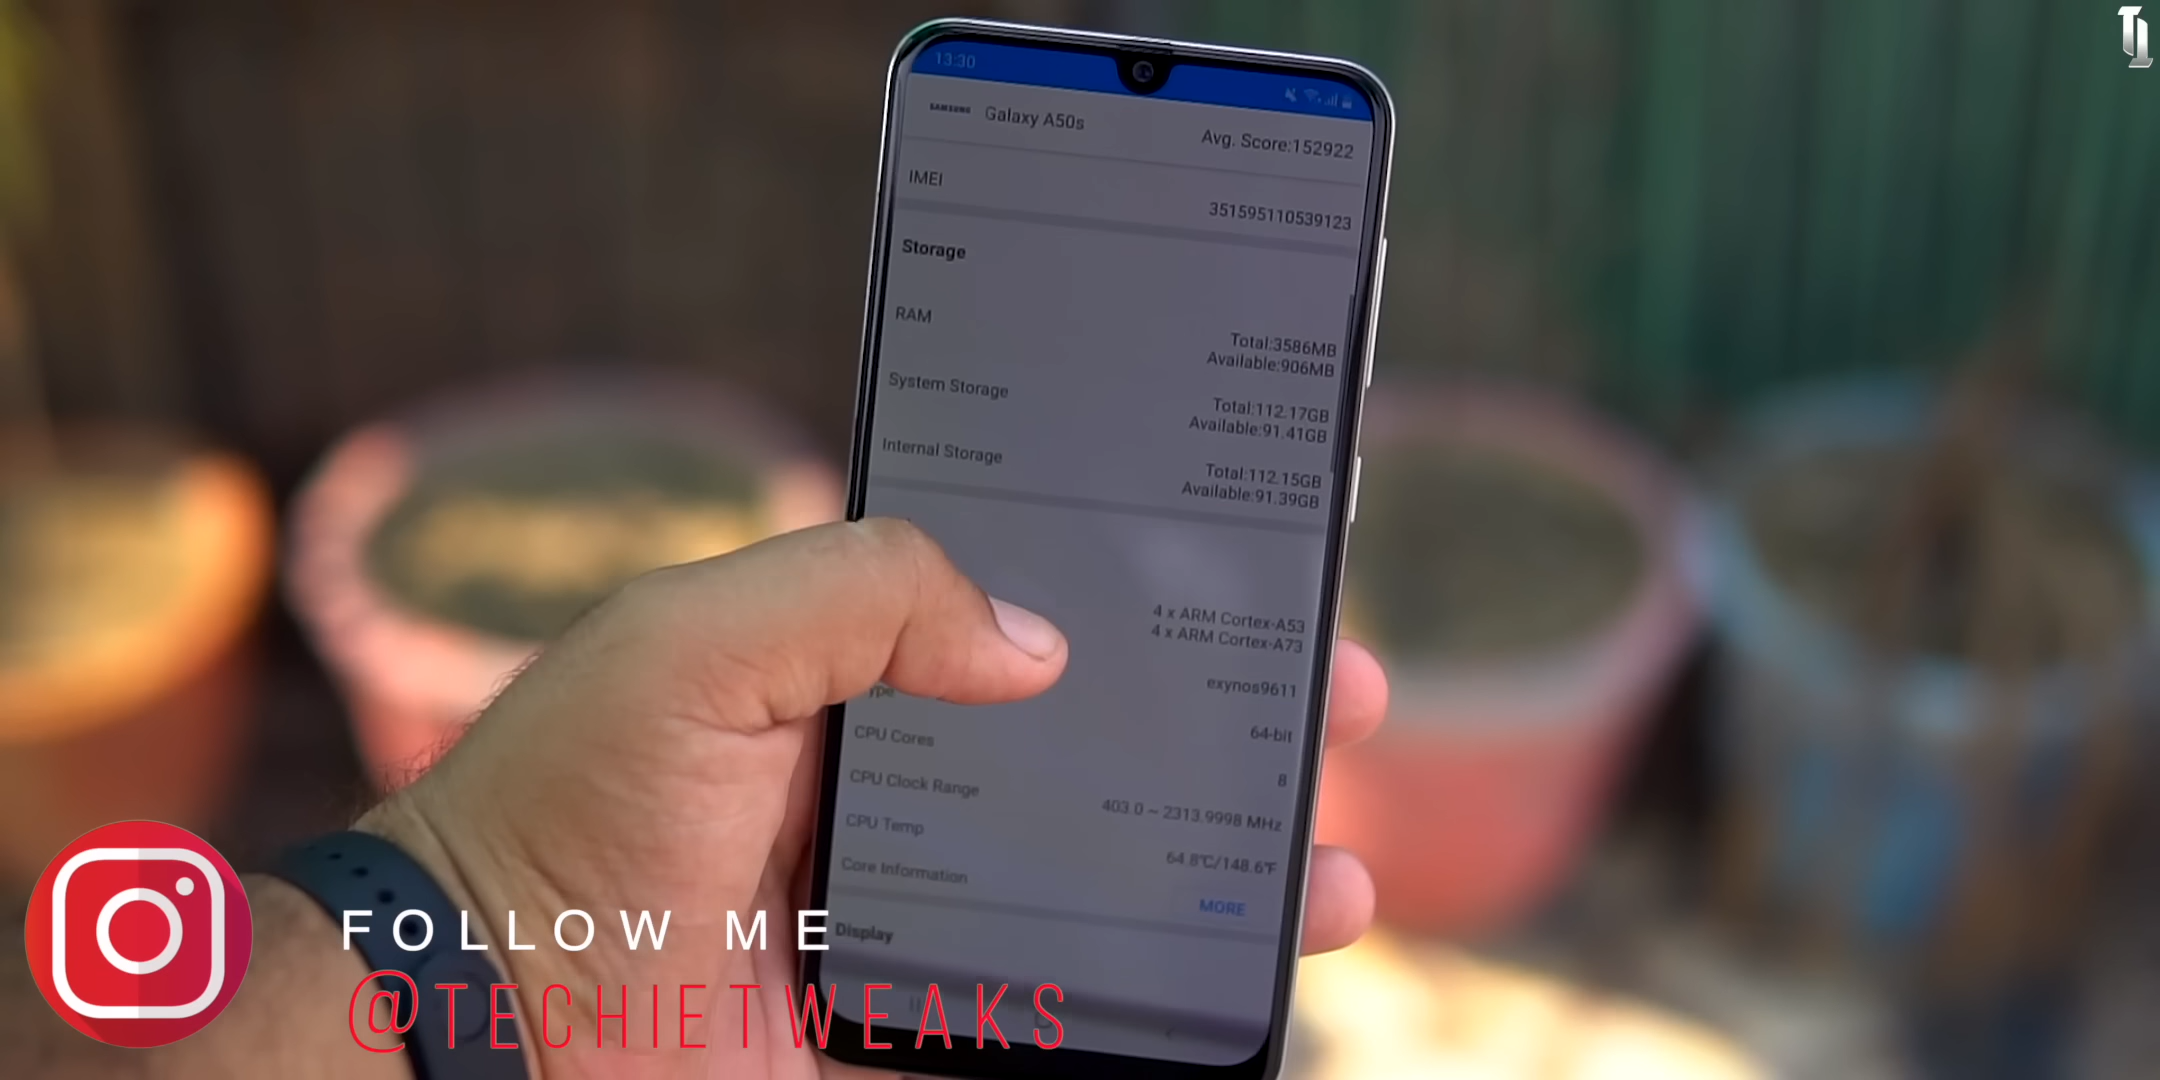 13:30
SAMSUNG Galaxy A50s Avg. Score:152922
IMEI 351595110539123
Storage
RAM Total:3586MB
Available:906MB
System Storage Total:112.17GB
Available:91.41GB
Internal Storage Total:112.15GB
Available:91.39GB
4 x ARM Cortex-A53
4 x ARM Cortex-A73
exynos9611
ype 64-bit
CPU Cores 8
CPU Clock Range 403.0 ~ 2313.9998 MHz
CPU Temp 64.8℃/148.6℉
Core Information MORE
Display
FOLLOW ME
@TECHIETWEAKS